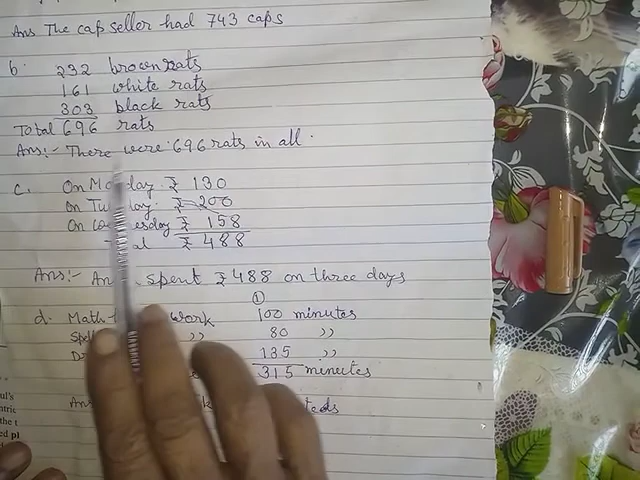 Ans The cap seller had 743 caps
b. 232 brown rats
161 white rats
303 black rats
Total 696 rats
Ans:- There were 696 rats in all.
c. On Mo day ₹ 130
on Tu day ₹ 200
on esday ₹ 158
₹ 488
Ans:- An spent ₹ 488 on three days
①
d. Math work 100 minutes
Spell ,, 80 ,,
135 ,,
315 minutes
Ans